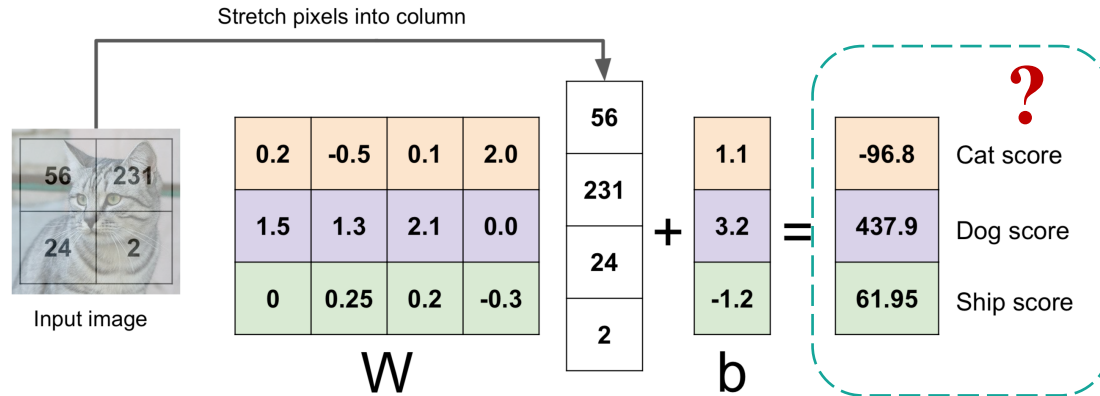 Stretch pixels into column
56 231
24 2
Input image
0.2 -0.5 0.1 2.0
1.5 1.3 2.1 0.0
0 0.25 0.2 -0.3
W
56
231
24
2
+
1.1
3.2
-1.2
b
=
?
-96.8 Cat score
437.9 Dog score
61.95 Ship score